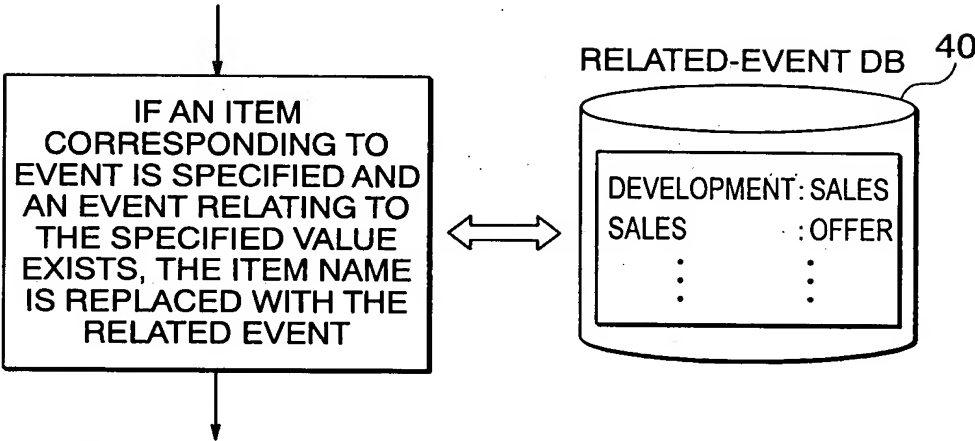 IF AN ITEM
CORRESPONDING TO
EVENT IS SPECIFIED AND
AN EVENT RELATING TO
THE SPECIFIED VALUE
EXISTS, THE ITEM NAME
IS REPLACED WITH THE
RELATED EVENT
RELATED-EVENT DB 40
DEVELOPMENT: SALES
SALES : OFFER